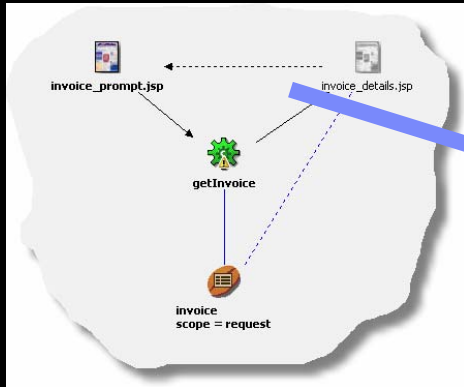 invoice_prompt.jsp
invoice_details.jsp
getInvoice
invoice
scope = request